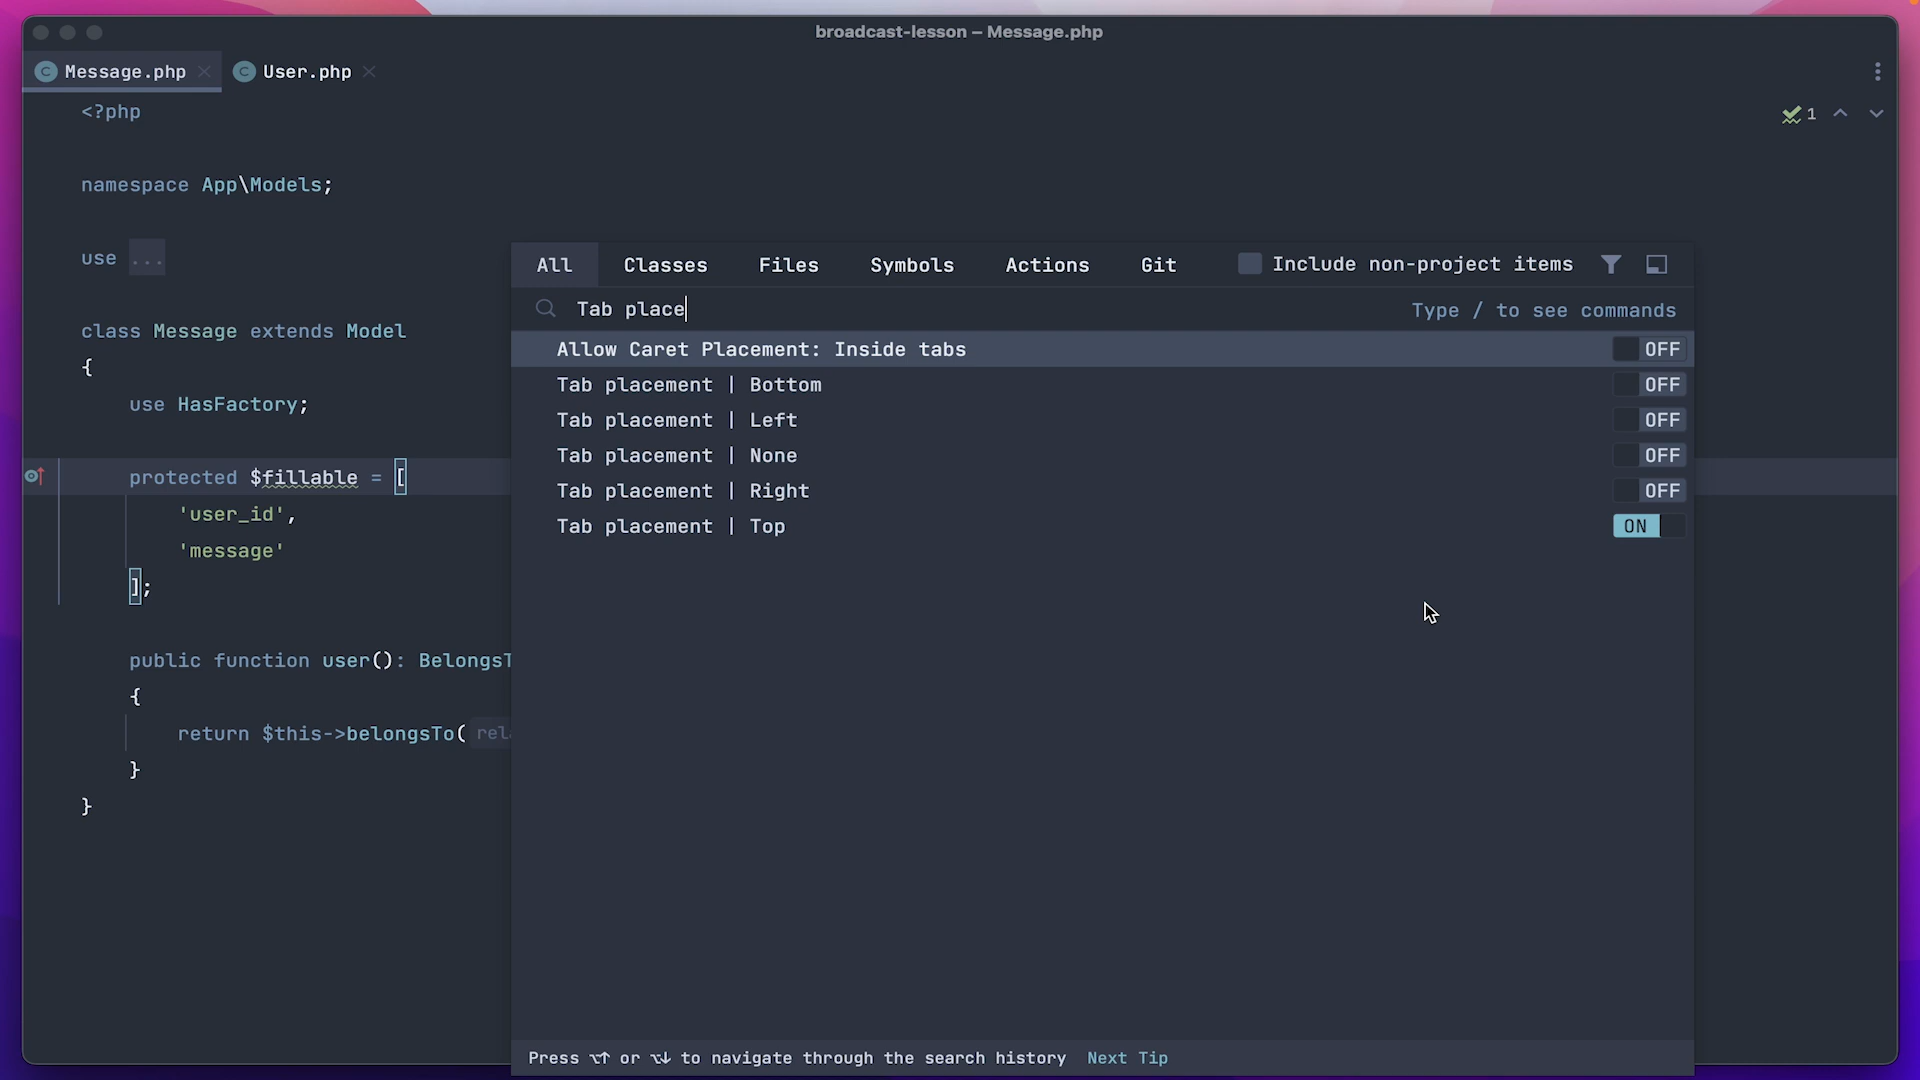 broadcast-lesson – Message.php
Message.php User.php
<?php
1
namespace App\Models;
use ...
class Message extends Model
{
use HasFactory;
protected $fillable = [
'user_id',
'message'
];
public function user(): BelongsT
{
return $this->belongsTo( rela
}
}
All Classes Files Symbols Actions Git Include non-project items
Tab place Type / to see commands
Allow Caret Placement: Inside tabs OFF
Tab placement | Bottom OFF
Tab placement | Left OFF
Tab placement | None OFF
Tab placement | Right OFF
Tab placement | Top ON
Press ⌥↑ or ⌥↓ to navigate through the search history Next Tip